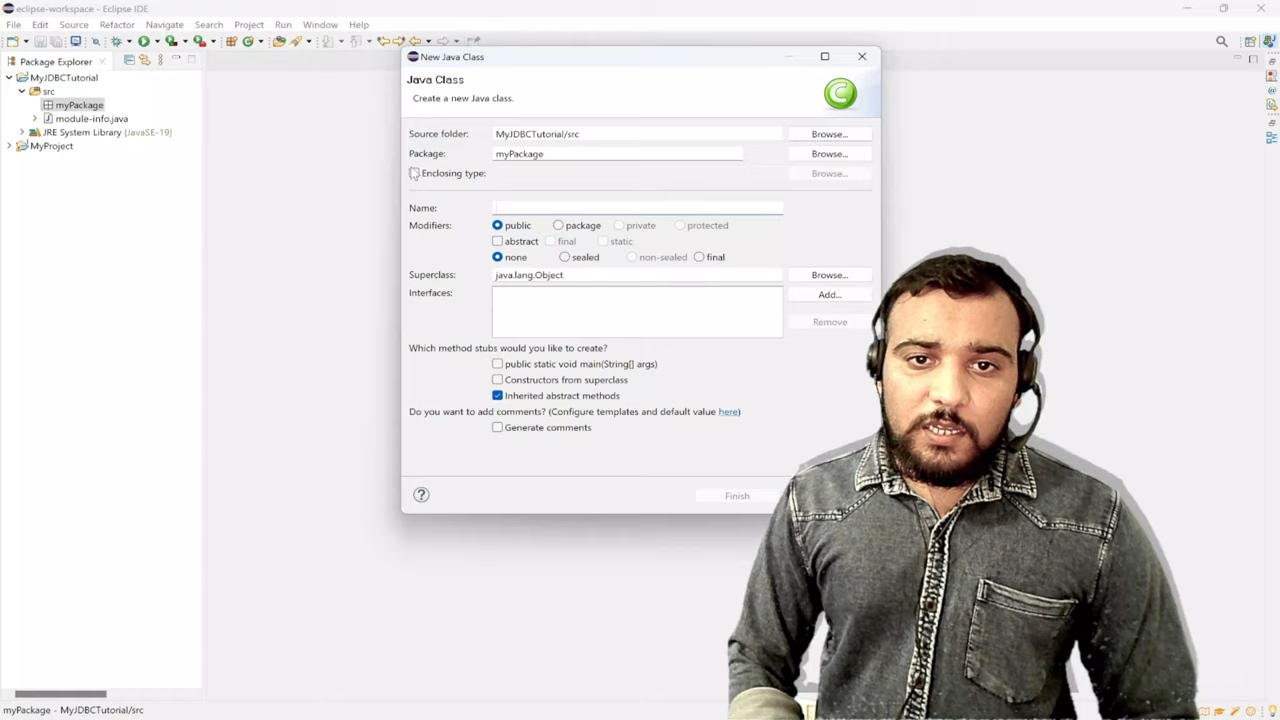 eclipse-workspace - Eclipse IDE
File Edit Source Refactor Navigate Search Project Run Window Help
Package Explorer
MyJDBCTutorial
src
myPackage
module-info.java
JRE System Library [JavaSE-19]
MyProject
New Java Class
Java Class
Create a new Java class.
C
Source folder: MyJDBCTutorial/src Browse...
Package: myPackage Browse...
Enclosing type: Browse...
Name:
Modifiers: public package private protected
abstract final static
none sealed non-sealed final
Superclass: java.lang.Object Browse...
Interfaces: Add...
Remove
Which method stubs would you like to create?
public static void main(String[] args)
Constructors from superclass
Inherited abstract methods
Do you want to add comments? (Configure templates and default value here)
Generate comments
?
Finish
myPackage - MyJDBCTutorial/src